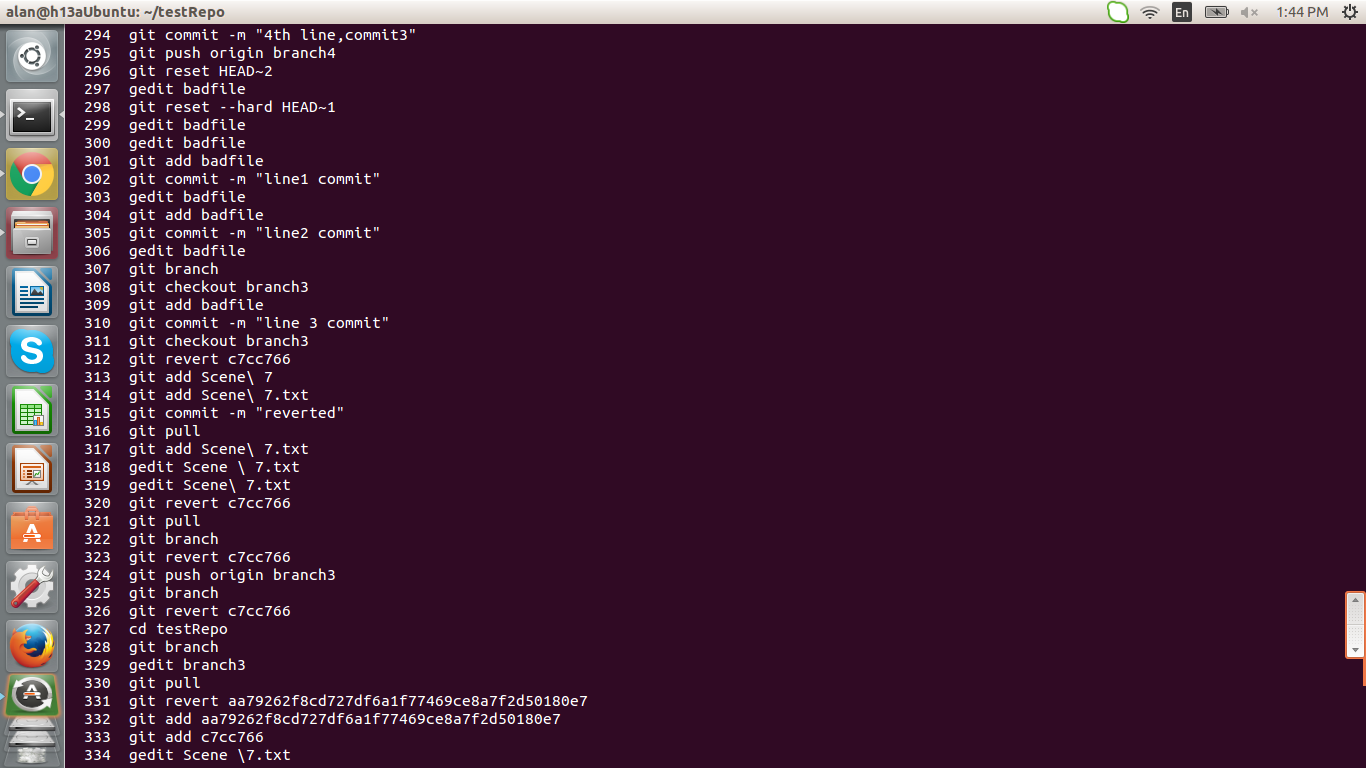 alan@h13aUbuntu: ~/testRepo
En
1:44 PM
294 git commit -m "4th line,commit3"
295 git push origin branch4
296 git reset HEAD~2
297 gedit badfile
298 git reset --hard HEAD~1
299 gedit badfile
300 gedit badfile
301 git add badfile
302 git commit -m "line1 commit"
303 gedit badfile
304 git add badfile
305 git commit -m "line2 commit"
306 gedit badfile
307 git branch
308 git checkout branch3
309 git add badfile
310 git commit -m "line 3 commit"
311 git checkout branch3
312 git revert c7cc766
313 git add Scene\ 7
314 git add Scene\ 7.txt
315 git commit -m "reverted"
316 git pull
317 git add Scene\ 7.txt
318 gedit Scene \ 7.txt
319 gedit Scene\ 7.txt
320 git revert c7cc766
321 git pull
322 git branch
323 git revert c7cc766
324 git push origin branch3
325 git branch
326 git revert c7cc766
327 cd testRepo
328 git branch
329 gedit branch3
330 git pull
331 git revert aa79262f8cd727df6a1f77469ce8a7f2d50180e7
332 git add aa79262f8cd727df6a1f77469ce8a7f2d50180e7
333 git add c7cc766
334 gedit Scene \7.txt